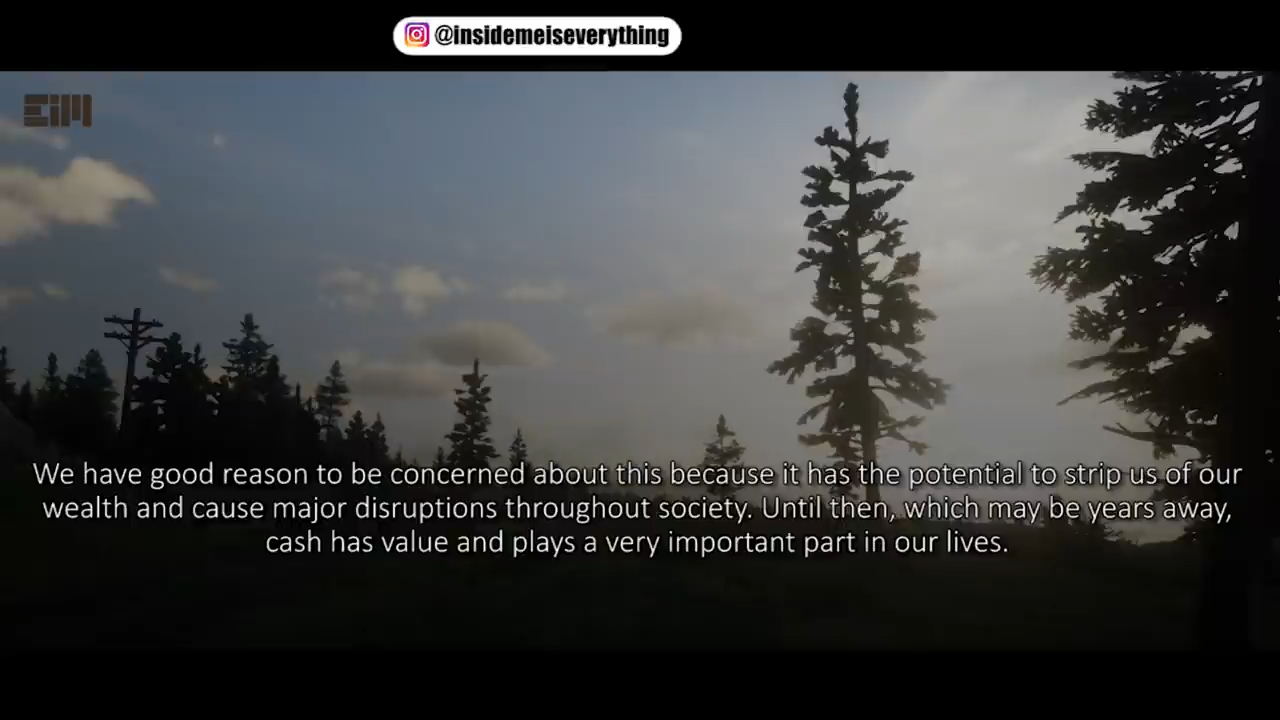 @insidemeiseverything
EiM
We have good reason to be concerned about this because it has the potential to strip us of our
wealth and cause major disruptions throughout society. Until then, which may be years away,
cash has value and plays a very important part in our lives.